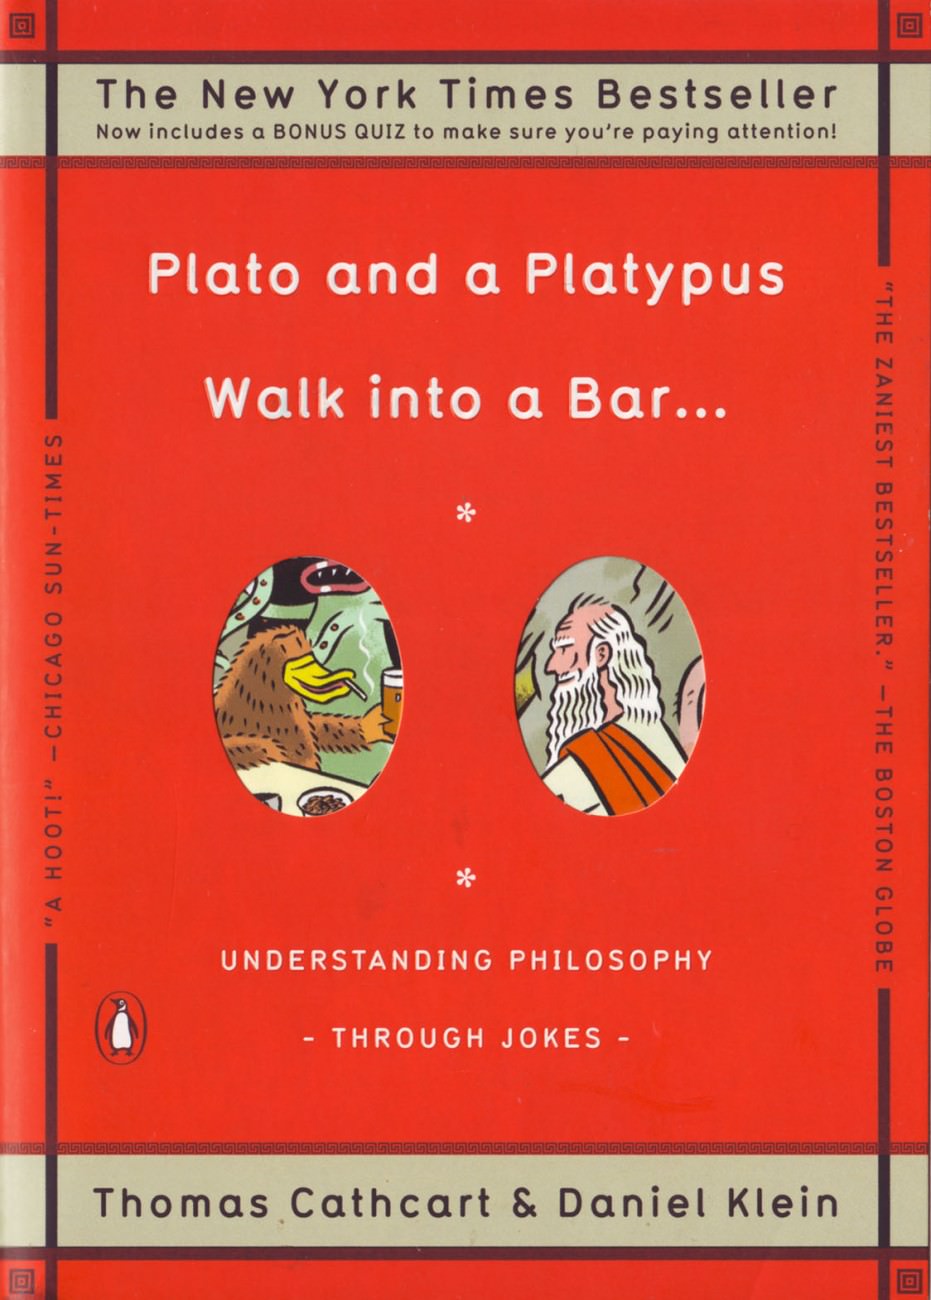 The New York Times Bestseller
Now includes a BONUS QUIZ to make sure you're paying attention!
Plato and a Platypus
Walk into a Bar...
*
*
UNDERSTANDING PHILOSOPHY
- THROUGH JOKES -
"A HOOT!" —CHICAGO SUN-TIMES
"THE ZANIEST BESTSELLER." —THE BOSTON GLOBE
Thomas Cathcart & Daniel Klein